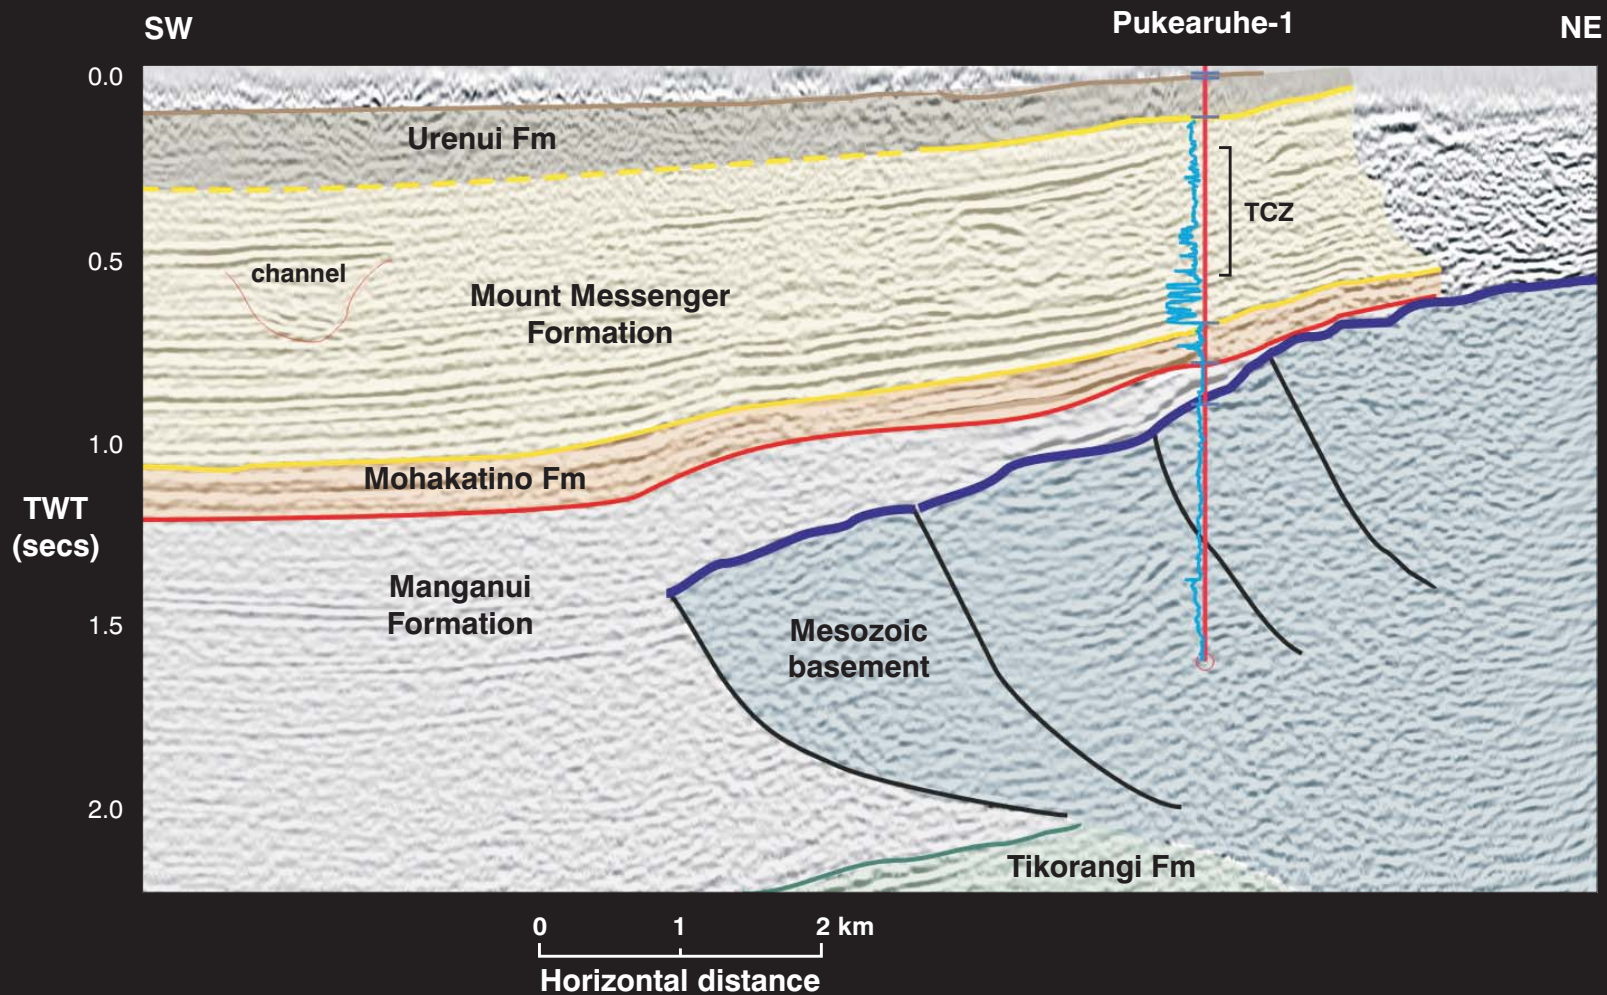 SW
Pukearuhe-1
NE
0.0
Urenui Fm
TCZ
0.5
channel
Mount Messenger
Formation
1.0
Mohakatino Fm
TWT
(secs)
Manganui
Formation
1.5
Mesozoic
basement
2.0
Tikorangi Fm
0 1 2 km
Horizontal distance